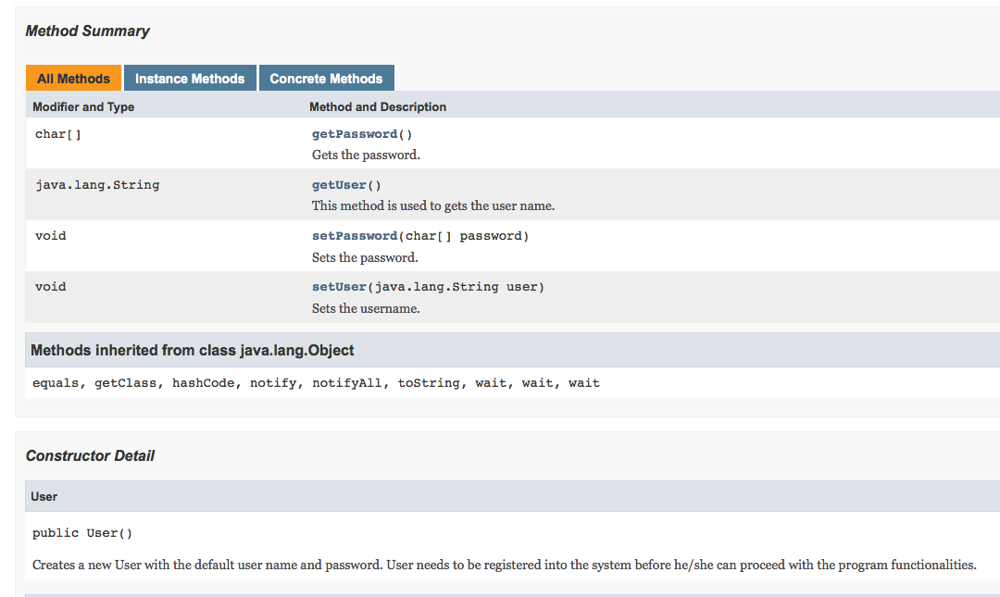 Method Summary
All Methods Instance Methods Concrete Methods
Modifier and Type Method and Description
char[] getPassword()
Gets the password.
java.lang.String getUser()
This method is used to gets the user name.
void setPassword(char[] password)
Sets the password.
void setUser(java.lang.String user)
Sets the username.
Methods inherited from class java.lang.Object
equals, getClass, hashCode, notify, notifyAll, toString, wait, wait, wait
Constructor Detail
User
public User()
Creates a new User with the default user name and password. User needs to be registered into the system before he/she can proceed with the program functionalities.